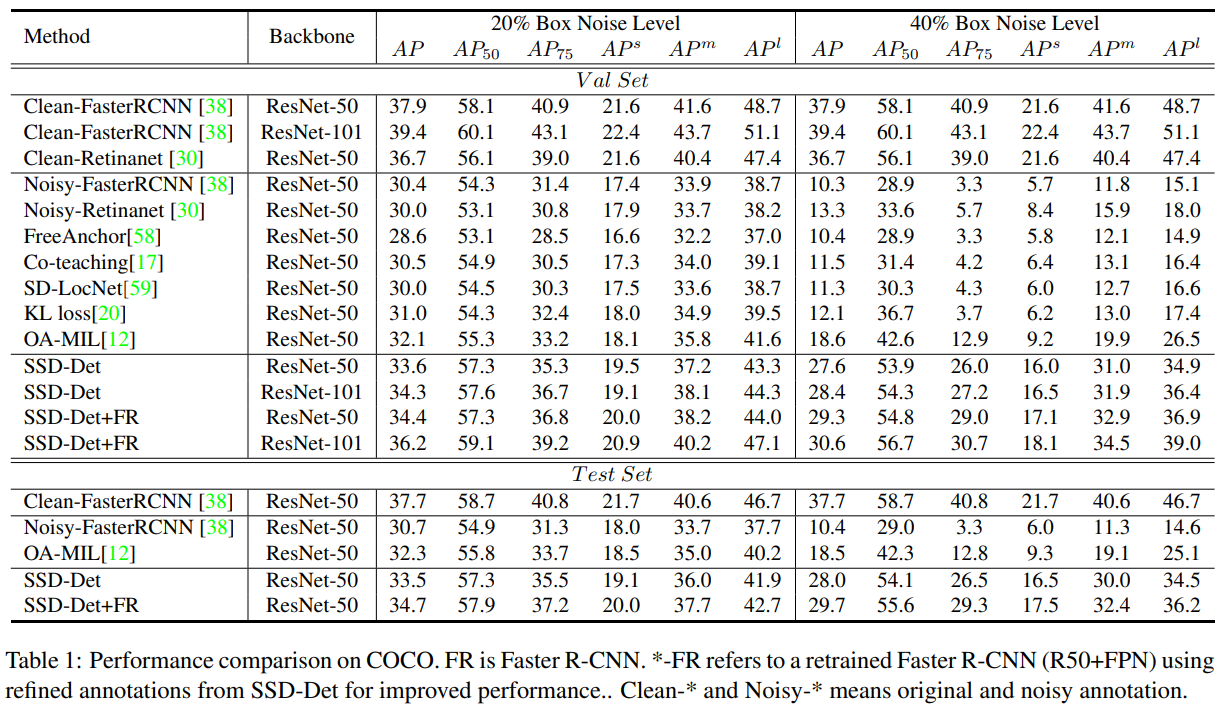 Method Backbone 20% Box Noise Level 40% Box Noise Level
AP AP50 AP75 APs APm APl AP AP50 AP75 APs APm APl
Val Set
Clean-FasterRCNN [38] ResNet-50 37.9 58.1 40.9 21.6 41.6 48.7 37.9 58.1 40.9 21.6 41.6 48.7
Clean-FasterRCNN [38] ResNet-101 39.4 60.1 43.1 22.4 43.7 51.1 39.4 60.1 43.1 22.4 43.7 51.1
Clean-Retinanet [30] ResNet-50 36.7 56.1 39.0 21.6 40.4 47.4 36.7 56.1 39.0 21.6 40.4 47.4
Noisy-FasterRCNN [38] ResNet-50 30.4 54.3 31.4 17.4 33.9 38.7 10.3 28.9 3.3 5.7 11.8 15.1
Noisy-Retinanet [30] ResNet-50 30.0 53.1 30.8 17.9 33.7 38.2 13.3 33.6 5.7 8.4 15.9 18.0
FreeAnchor[58] ResNet-50 28.6 53.1 28.5 16.6 32.2 37.0 10.4 28.9 3.3 5.8 12.1 14.9
Co-teaching[17] ResNet-50 30.5 54.9 30.5 17.3 34.0 39.1 11.5 31.4 4.2 6.4 13.1 16.4
SD-LocNet[59] ResNet-50 30.0 54.5 30.3 17.5 33.6 38.7 11.3 30.3 4.3 6.0 12.7 16.6
KL loss[20] ResNet-50 31.0 54.3 32.4 18.0 34.9 39.5 12.1 36.7 3.7 6.2 13.0 17.4
OA-MIL[12] ResNet-50 32.1 55.3 33.2 18.1 35.8 41.6 18.6 42.6 12.9 9.2 19.9 26.5
SSD-Det ResNet-50 33.6 57.3 35.3 19.5 37.2 43.3 27.6 53.9 26.0 16.0 31.0 34.9
SSD-Det ResNet-101 34.3 57.6 36.7 19.1 38.1 44.3 28.4 54.3 27.2 16.5 31.9 36.4
SSD-Det+FR ResNet-50 34.4 57.3 36.8 20.0 38.2 44.0 29.3 54.8 29.0 17.1 32.9 36.9
SSD-Det+FR ResNet-101 36.2 59.1 39.2 20.9 40.2 47.1 30.6 56.7 30.7 18.1 34.5 39.0
Test Set
Clean-FasterRCNN [38] ResNet-50 37.7 58.7 40.8 21.7 40.6 46.7 37.7 58.7 40.8 21.7 40.6 46.7
Noisy-FasterRCNN [38] ResNet-50 30.7 54.9 31.3 18.0 33.7 37.7 10.4 29.0 3.3 6.0 11.3 14.6
OA-MIL[12] ResNet-50 32.3 55.8 33.7 18.5 35.0 40.2 18.5 42.3 12.8 9.3 19.1 25.1
SSD-Det ResNet-50 33.5 57.3 35.5 19.1 36.0 41.9 28.0 54.1 26.5 16.5 30.0 34.5
SSD-Det+FR ResNet-50 34.7 57.9 37.2 20.0 37.7 42.7 29.7 55.6 29.3 17.5 32.4 36.2
Table 1: Performance comparison on COCO. FR is Faster R-CNN. *-FR refers to a retrained Faster R-CNN (R50+FPN) using
refined annotations from SSD-Det for improved performance.. Clean-* and Noisy-* means original and noisy annotation.